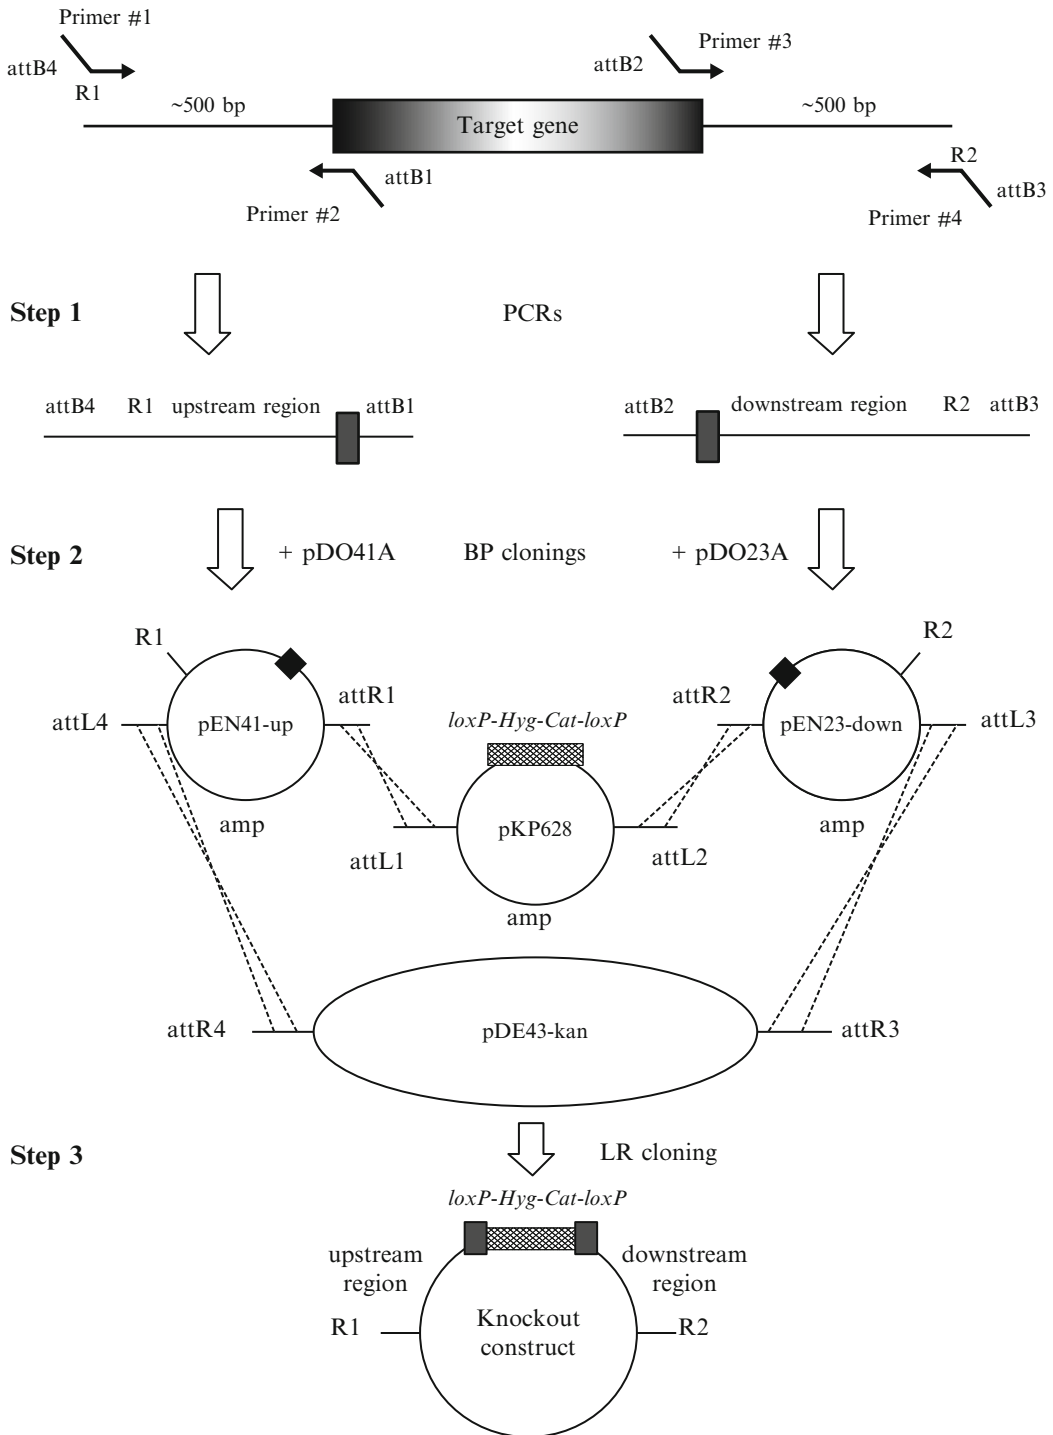 Primer #1
attB4
R1
attB2
Primer #3
~500 bp
Target gene
~500 bp
attB1
Primer #2
R2
attB3
Primer #4
Step 1
PCRs
attB4 R1 upstream region attB1
attB2 downstream region R2 attB3
Step 2
+ pDO41A
BP clonings
+ pDO23A
R1
R2
attL4
pEN41-up
attR1
loxP-Hyg-Cat-loxP
attR2
pEN23-down
attL3
amp
amp
attL1
pKP628
attL2
amp
attR4
pDE43-kan
attR3
Step 3
LR cloning
loxP-Hyg-Cat-loxP
upstream
region
downstream
region
R1
Knockout
construct
R2